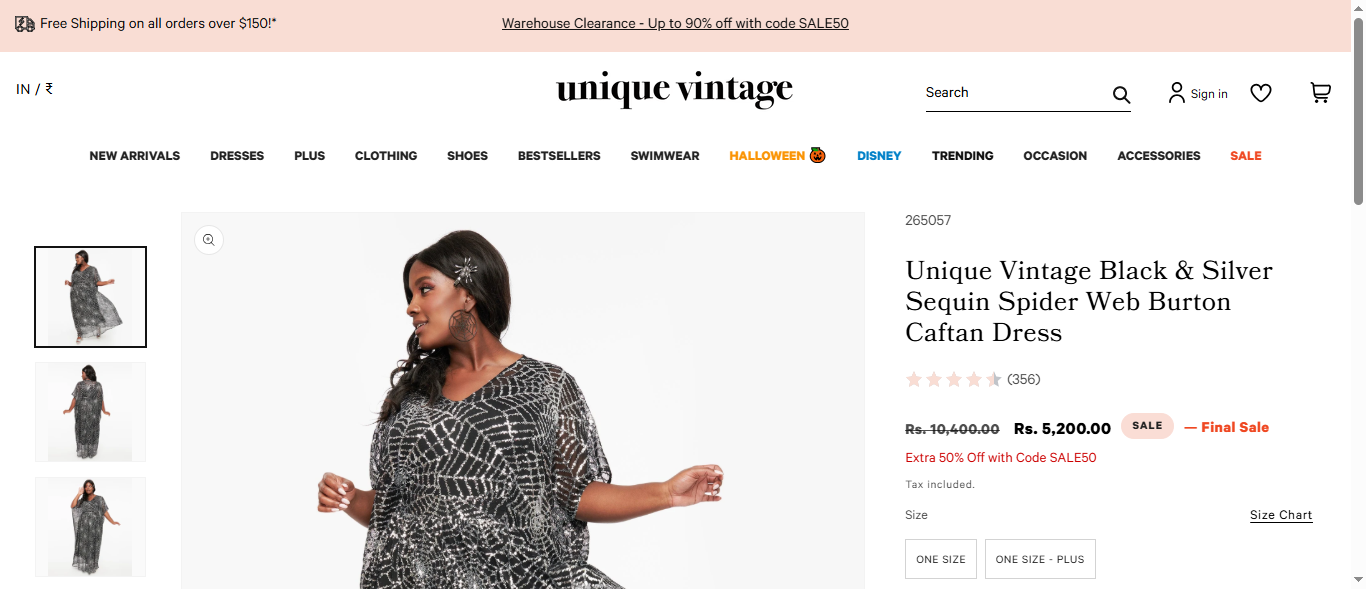 Free Shipping on all orders over $150!*
Warehouse Clearance - Up to 90% off with code SALE50
IN / ₹
unique vintage
Search
Sign in
NEW ARRIVALS DRESSES PLUS CLOTHING SHOES BESTSELLERS SWIMWEAR HALLOWEEN 🎃 DISNEY TRENDING OCCASION ACCESSORIES SALE
265057
Unique Vintage Black & Silver
Sequin Spider Web Burton
Caftan Dress
(356)
Rs. 10,400.00 Rs. 5,200.00 SALE — Final Sale
Extra 50% Off with Code SALE50
Tax included.
Size Size Chart
ONE SIZE ONE SIZE - PLUS